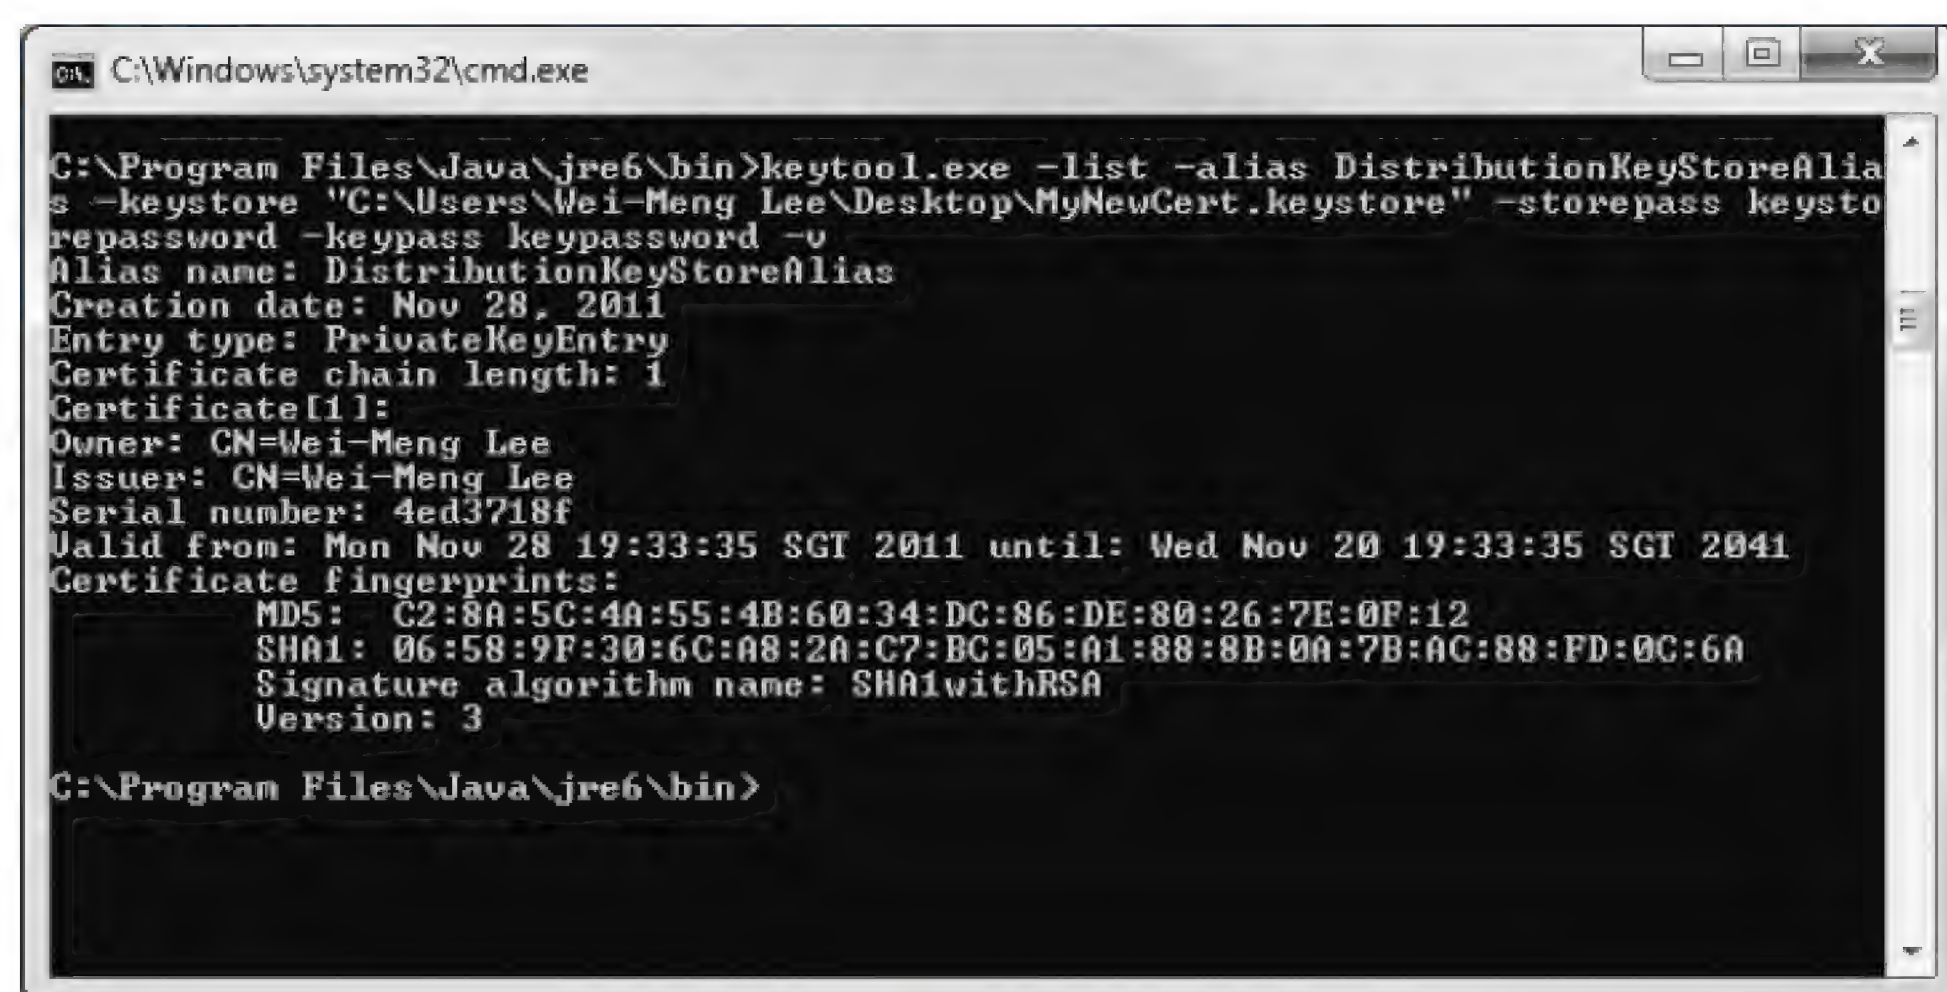 C:\Windows\system32\cmd.exe
C:\Program Files\Java\jre6\bin>keytool.exe -list -alias DistributionKeyStoreAlia
s -keystore "C:\Users\Wei-Meng Lee\Desktop\MyNewCert.keystore" -storepass keysto
repassword -keypass keypassword -v
Alias name: DistributionKeyStoreAlias
Creation date: Nov 28, 2011
Entry type: PrivateKeyEntry
Certificate chain length: 1
Certificate[1]:
Owner: CN=Wei-Meng Lee
Issuer: CN=Wei-Meng Lee
Serial number: 4ed3718f
Valid from: Mon Nov 28 19:33:35 SGT 2011 until: Wed Nov 20 19:33:35 SGT 2041
Certificate fingerprints:
MD5: C2:8A:5C:4A:55:4B:60:34:DC:86:DE:80:26:7E:0F:12
SHA1: 06:58:9F:30:6C:A8:2A:C7:BC:05:A1:88:8B:0A:7B:AC:88:FD:0C:6A
Signature algorithm name: SHA1withRSA
Version: 3
C:\Program Files\Java\jre6\bin>